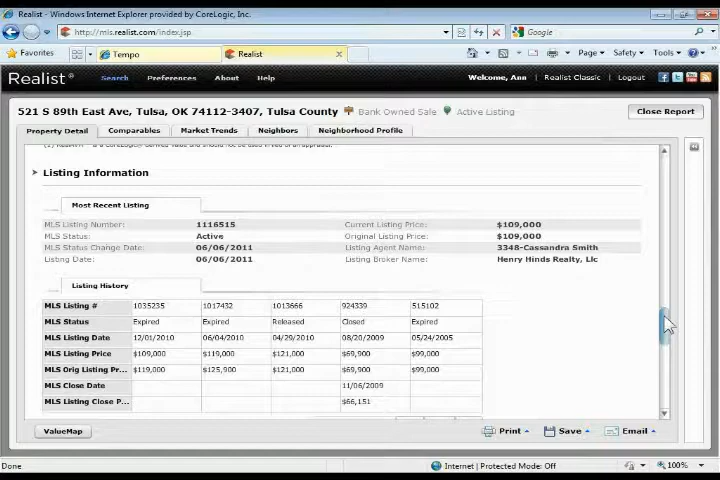 Realist - Windows Internet Explorer provided by CoreLogic, Inc.
http://mls.realist.com/index.jsp
Google
Favorites
Tempo
Realist
Page
Safety
Tools
Realist®
Search
Preferences
About
Help
Welcome, Ann
Realist Classic
Logout
521 S 89th East Ave, Tulsa, OK 74112-3407, Tulsa County
Bank Owned Sale
Active Listing
Close Report
Property Detail
Comparables
Market Trends
Neighbors
Neighborhood Profile
Listing Information
Most Recent Listing
MLS Listing Number: 1116515 Current Listing Price: $109,000
MLS Status: Active Original Listing Price: $109,000
MLS Status Change Date: 06/06/2011 Listing Agent Name: 3348-Cassandra Smith
Listing Date: 06/06/2011 Listing Broker Name: Henry Hinds Realty, Llc
Listing History
MLS Listing # 1035235 1017432 1013666 924339 515102
MLS Status Expired Expired Released Closed Expired
MLS Listing Date 12/01/2010 06/04/2010 04/29/2010 08/20/2009 05/24/2005
MLS Listing Price $109,000 $119,000 $121,000 $69,900 $99,000
MLS Orig Listing Pr... $119,000 $125,900 $121,000 $69,900 $99,000
MLS Close Date 11/06/2009
MLS Listing Close P... $66,151
ValueMap
Print
Save
Email
Done
Internet | Protected Mode: Off
100%